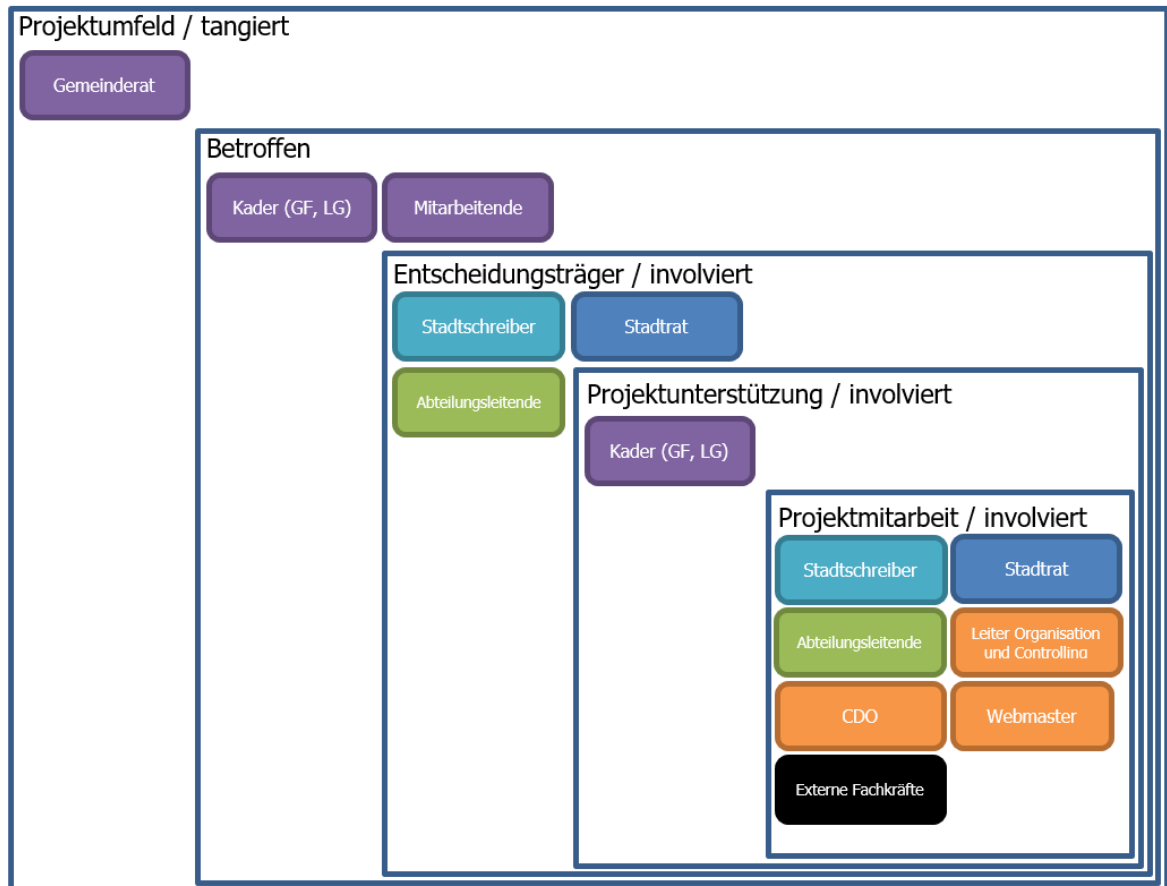 Projektumfeld / tangiert
Gemeinderat
Betroffen
Kader (GF, LG)
Mitarbeitende
Entscheidungsträger / involviert
Stadtschreiber
Stadtrat
Abteilungsleitende
Projektunterstützung / involviert
Kader (GF, LG)
Projektmitarbeit / involviert
Stadtschreiber
Stadtrat
Abteilungsleitende
Leiter Organisation
und Controlling
CDO
Webmaster
Externe Fachkräfte